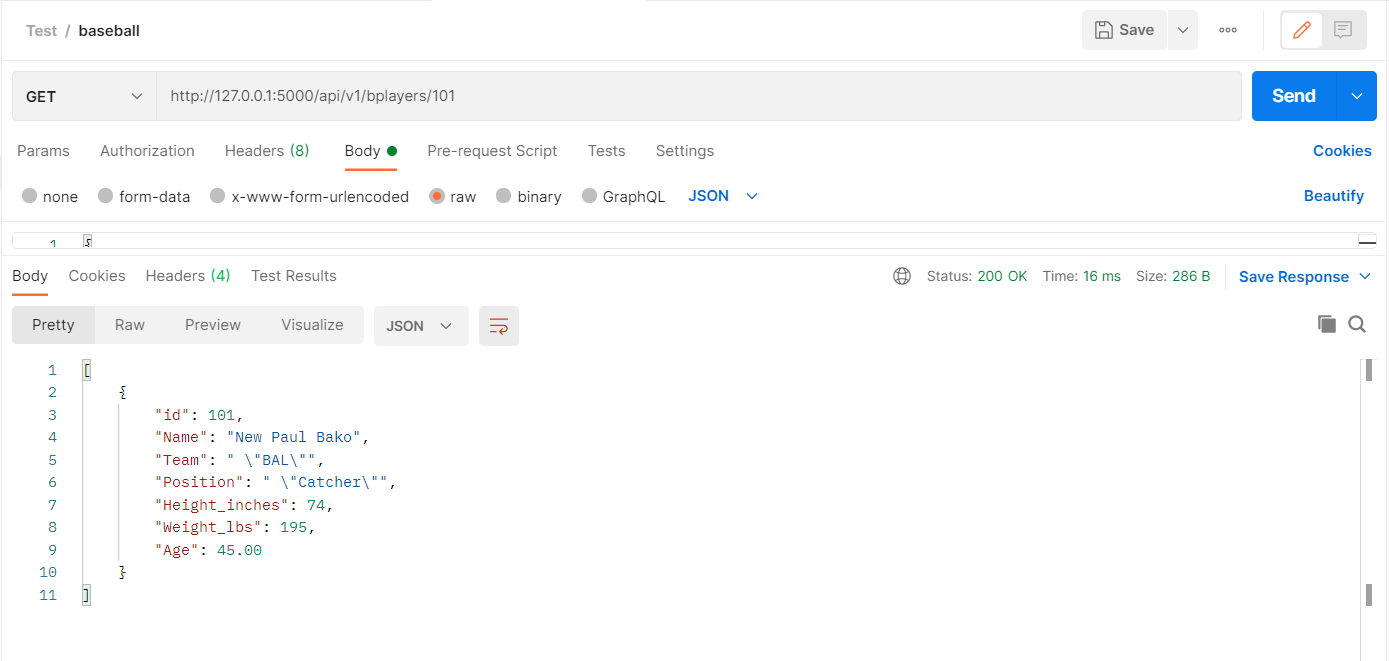 Test / baseball
Save
GET
http://127.0.0.1:5000/api/v1/bplayers/101
Send
Params Authorization Headers (8) Body Pre-request Script Tests Settings Cookies
none form-data x-www-form-urlencoded raw binary GraphQL JSON Beautify
1 {
Body Cookies Headers (4) Test Results Status: 200 OK Time: 16 ms Size: 286 B Save Response
Pretty Raw Preview Visualize JSON
1 [
2 {
3 "id": 101,
4 "Name": "New Paul Bako",
5 "Team": " \"BAL\"",
6 "Position": " \"Catcher\"",
7 "Height_inches": 74,
8 "Weight_lbs": 195,
9 "Age": 45.00
10 }
11 ]